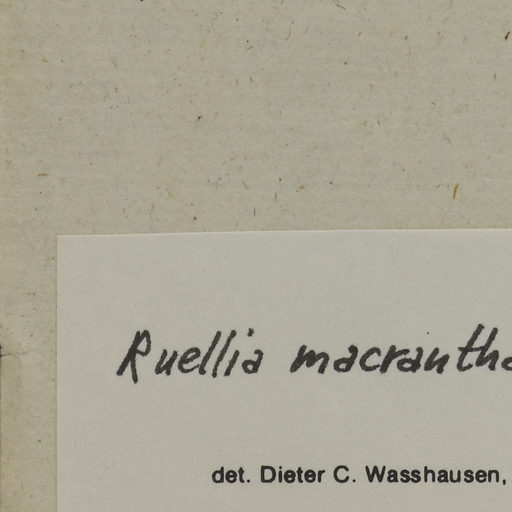 Ruellia macrantha
det. Dieter C. Wasshausen,